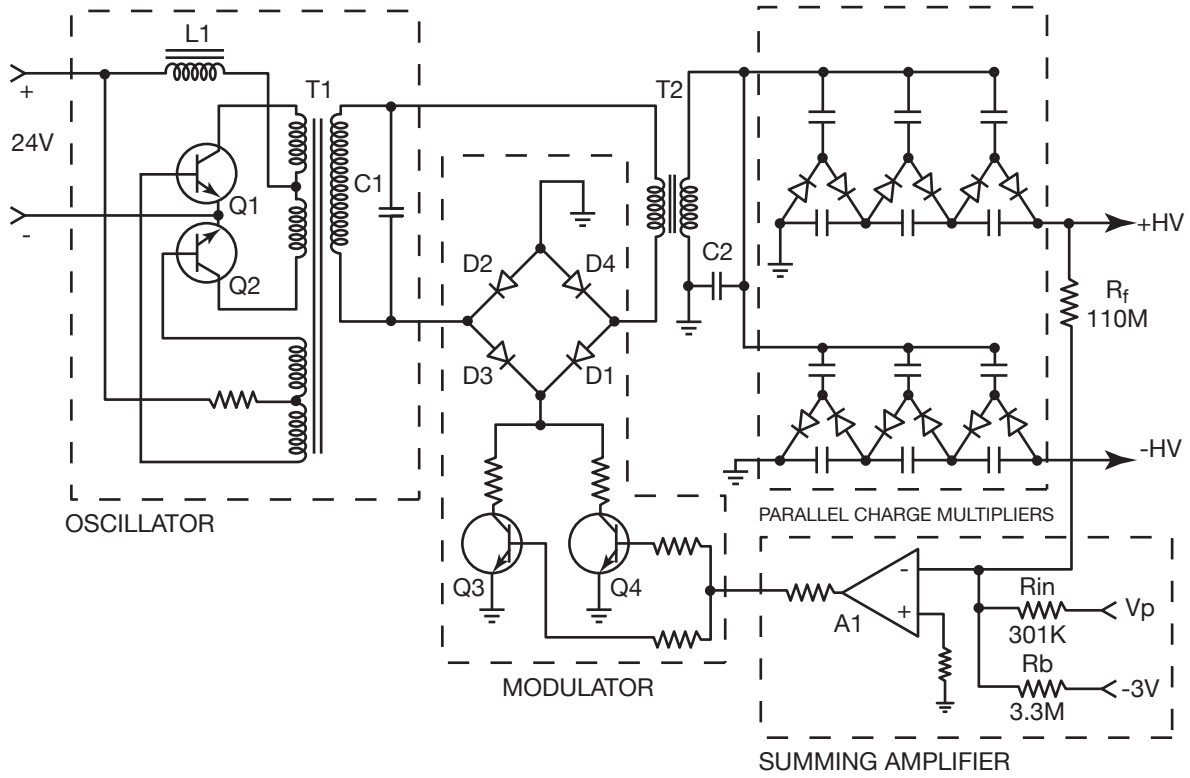 L1
+
24V
-
T1
Q1
Q2
C1
OSCILLATOR
T2
C2
D2
D4
D3
D1
Q3
Q4
MODULATOR
+HV
Rf
110M
-HV
PARALLEL CHARGE MULTIPLIERS
-
+
A1
Rin
301K
Vp
Rb
3.3M
-3V
SUMMING AMPLIFIER